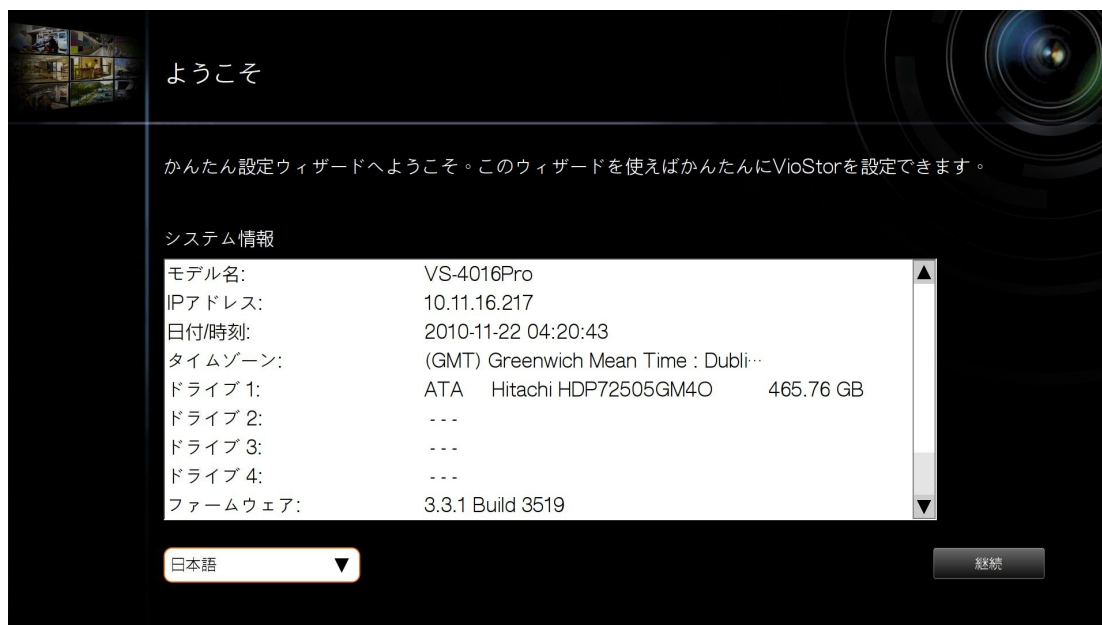 ようこそ
かんたん設定ウィザードへようこそ。このウィザードを使えばかんたんにVioStorを設定できます。
システム情報
モデル名: VS-4016Pro
IPアドレス: 10.11.16.217
日付/時刻: 2010-11-22 04:20:43
タイムゾーン: (GMT) Greenwich Mean Time : Dubli…
ドライブ 1: ATA Hitachi HDP72505GM4O 465.76 GB
ドライブ 2: ---
ドライブ 3: ---
ドライブ 4: ---
ファームウェア: 3.3.1 Build 3519
日本語 ▼
継続